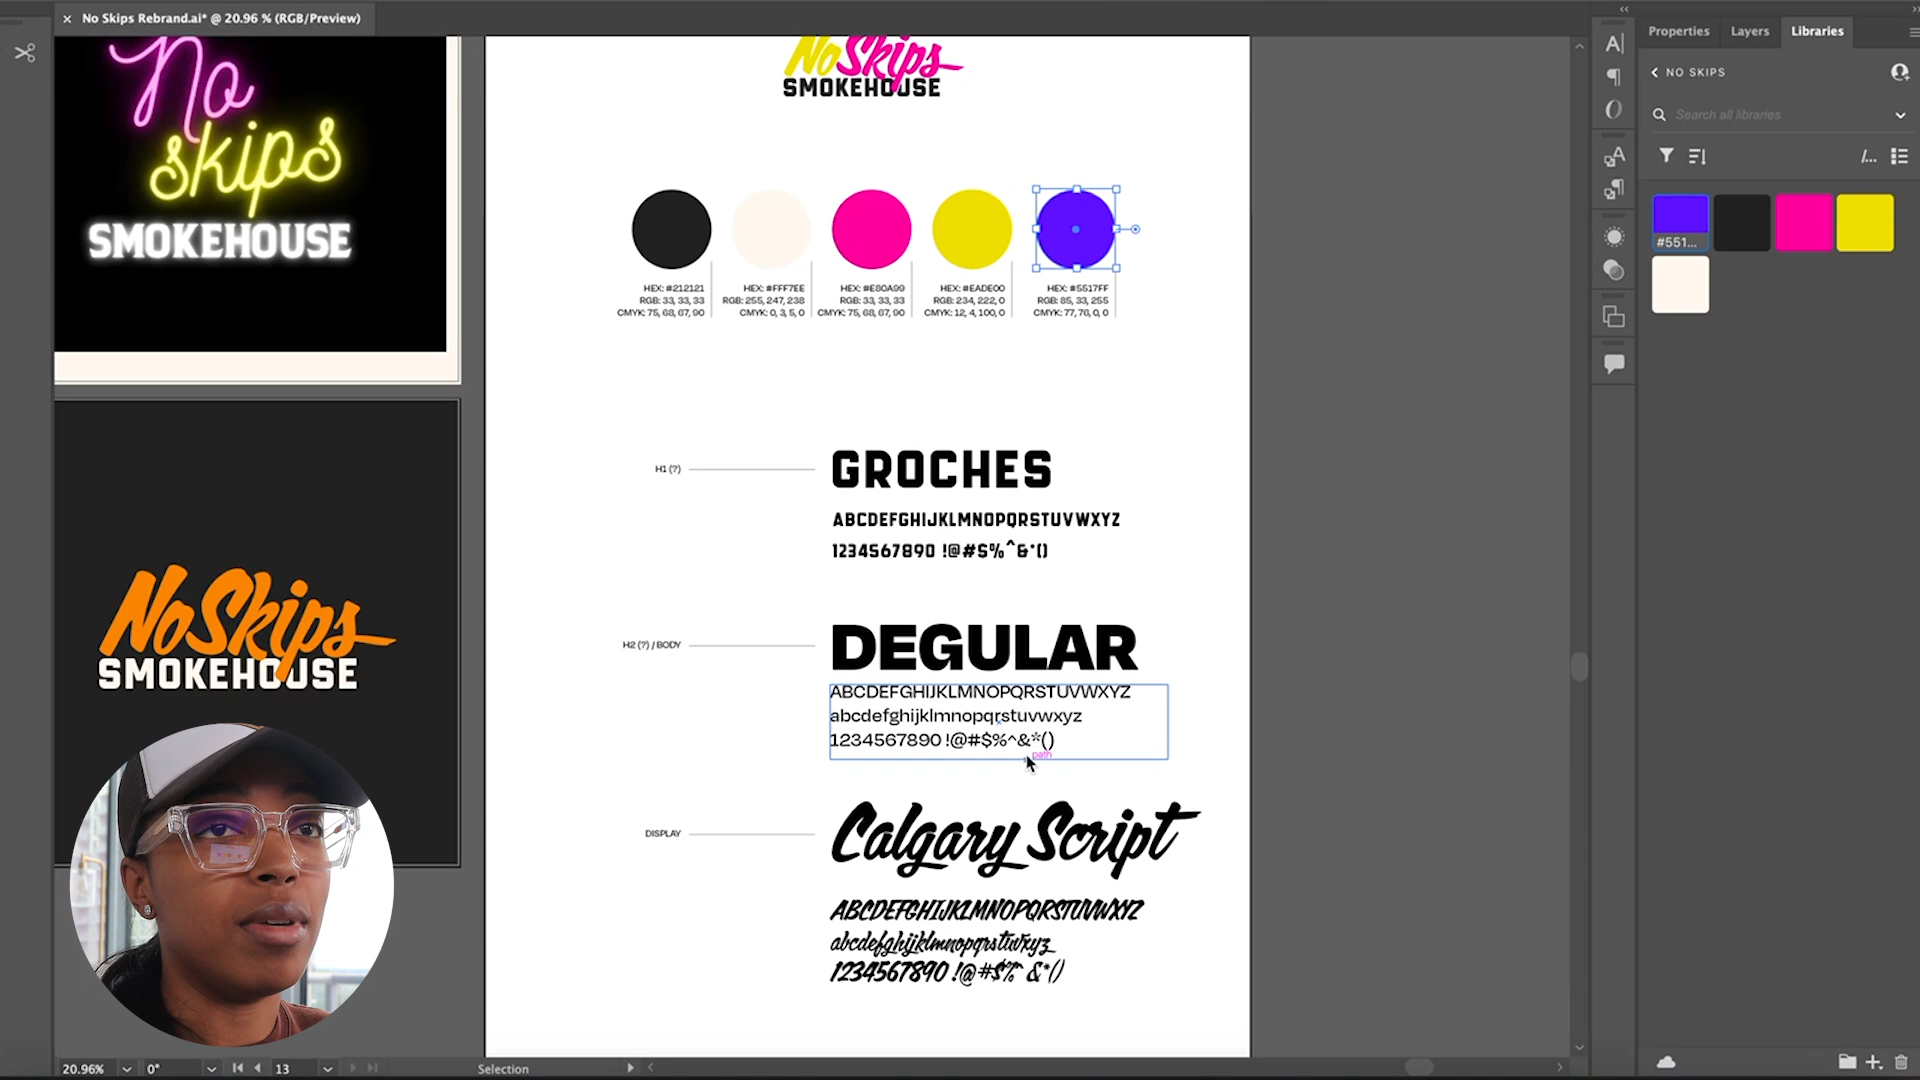 No Skips Rebrand.ai* @ 20.96 % (RGB/Preview)
Properties
Layers
Libraries
NO SKIPS
Search all libraries
#551...
No
skips
SMOKEHOUSE
NoSkips
SMOKEHOUSE
HEX: #212121
RGB: 33, 33, 33
CMYK: 75, 68, 67, 90
HEX: #FFF7EE
RGB: 255, 247, 238
CMYK: 0, 3, 5, 0
HEX: #E80A99
RGB: 33, 33, 33
CMYK: 75, 68, 67, 90
HEX: #EADE00
RGB: 234, 222, 0
CMYK: 12, 4, 100, 0
HEX: #5517FF
RGB: 85, 33, 255
CMYK: 77, 76, 0, 0
H1 (?)
GROCHES
ABCDEFGHIJKLMNOPQRSTUVWXYZ
1234567890 !@#$%^&*()
H2 (?) / BODY
DEGULAR
ABCDEFGHIJKLMNOPQRSTUVWXYZ
abcdefghijklmnopqrstuvwxyz
1234567890 !@#$%^&*()
path
DISPLAY
Calgary Script
ABCDEFGHIJKLMNOPQRSTUVWXYZ
abcdefghijklmnopqrstuvwxyz
1234567890 !@#$%^ &*()
NoSkips
SMOKEHOUSE
20.96%
0°
13
Selection